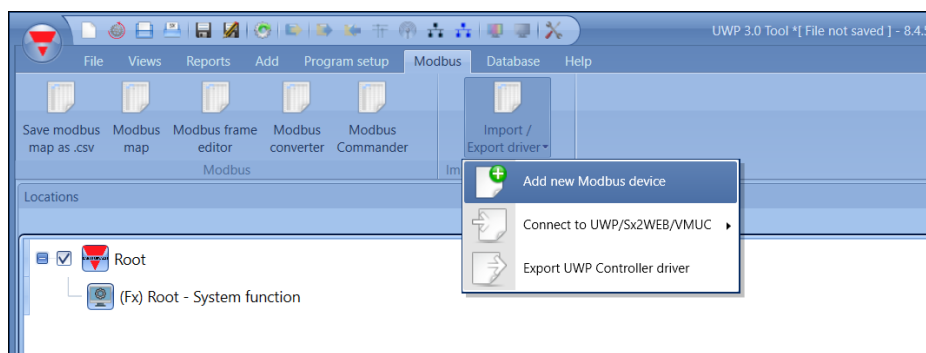 UWP 3.0 Tool *[ File not saved ] - 8.4.
File Views Reports Add Program setup Modbus Database Help
Save modbus map as .csv
Modbus map
Modbus frame editor
Modbus converter
Modbus Commander
Import / Export driver
Modbus
Im
Add new Modbus device
Connect to UWP/Sx2WEB/VMUC
Export UWP Controller driver
Locations
Root
(Fx) Root - System function